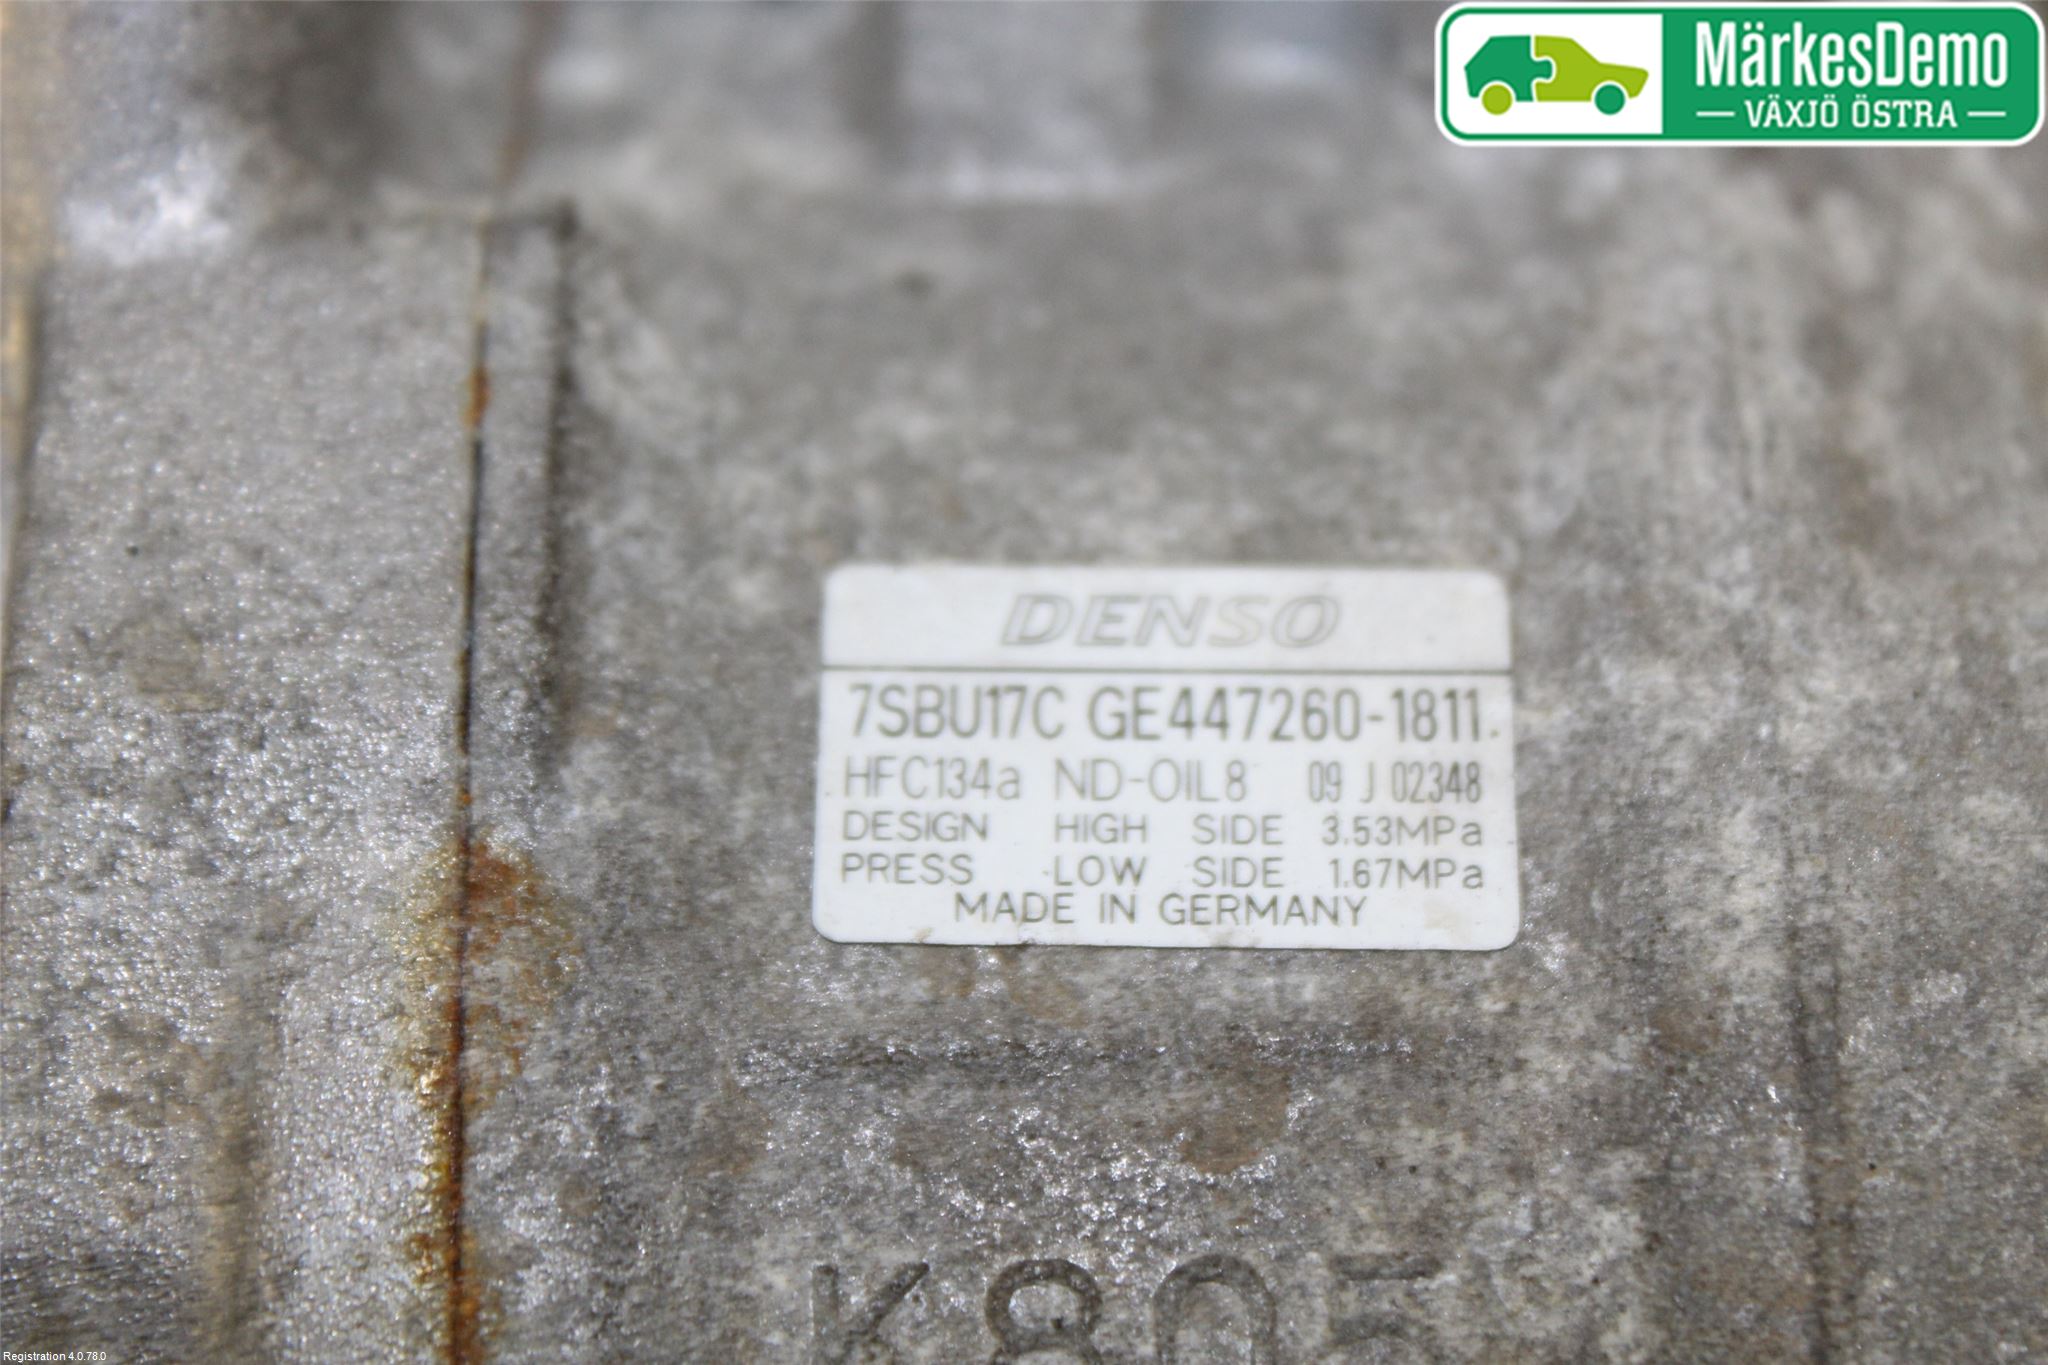 MärkesDemo
VÄXJÖ ÖSTRA
DENSO
7SBU17C GE447260-1811
HFC134a ND-OIL8 09 J 02348
DESIGN HIGH SIDE 3.53MPa
PRESS LOW SIDE 1.67MPa
MADE IN GERMANY
K805
Registration 4.0.78.0